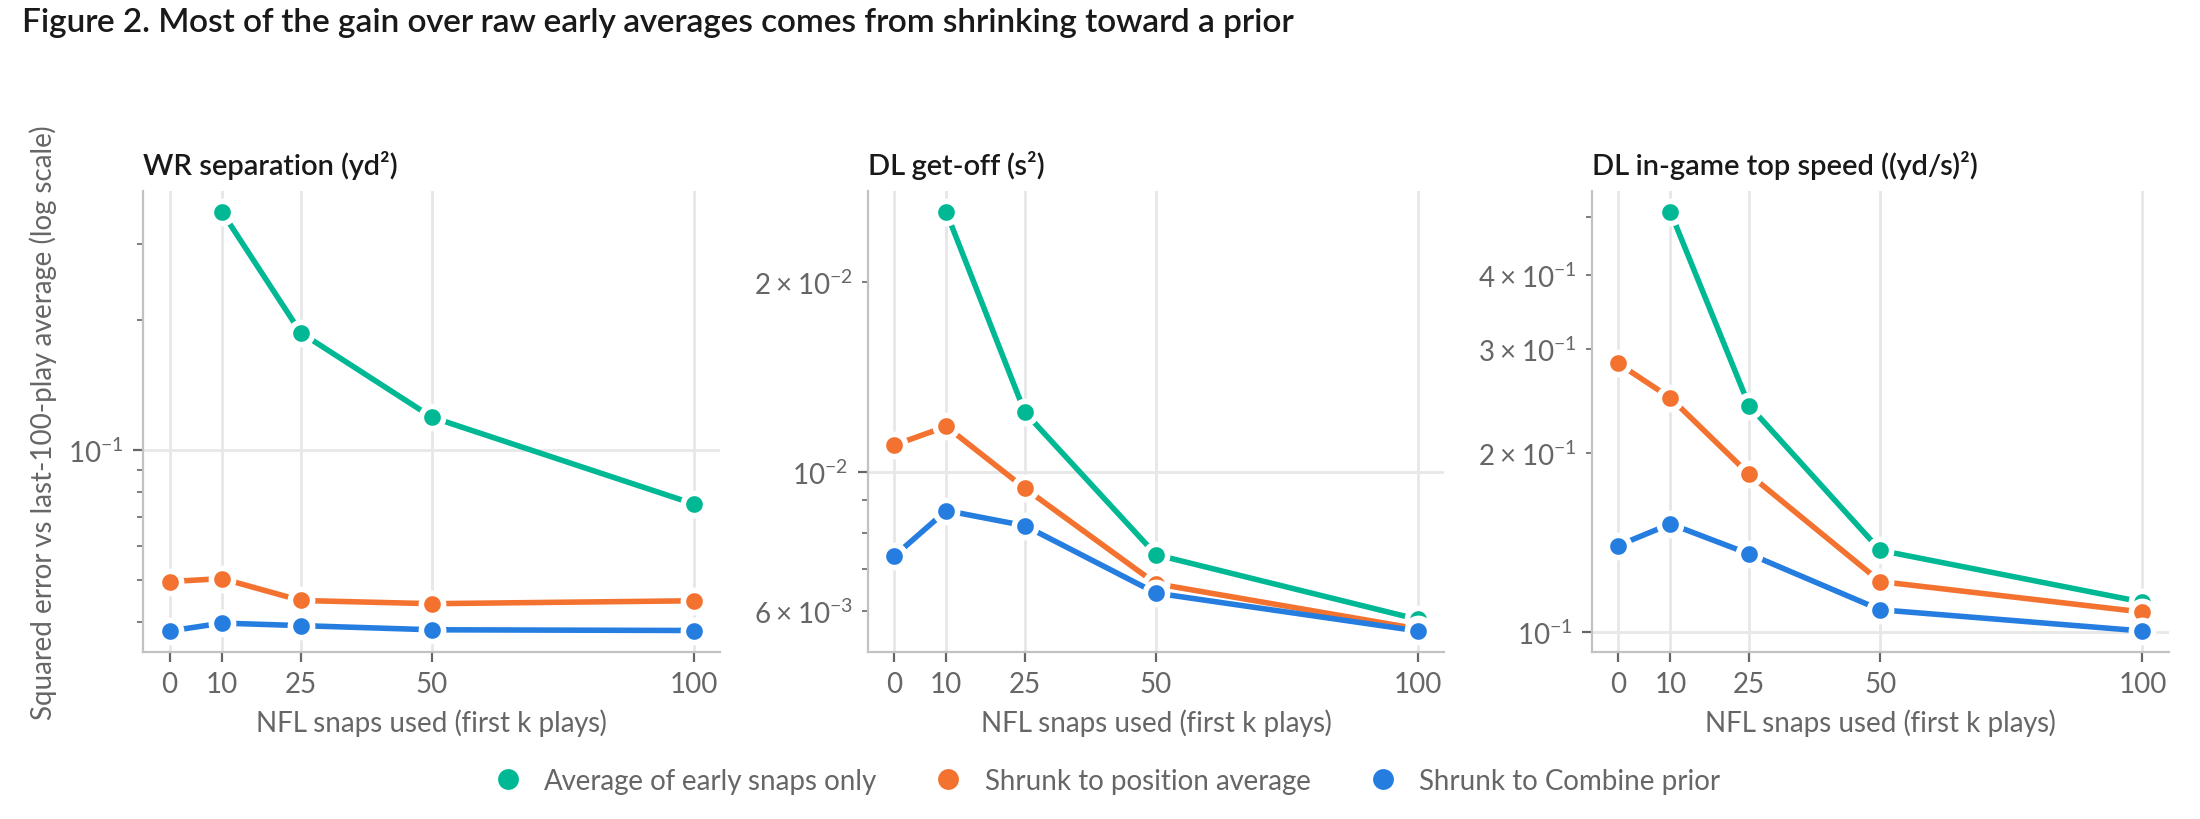 Figure 2. Most of the gain over raw early averages comes from shrinking toward a prior
Squared error vs last-100-play average (log scale)
WR separation (yd²)
10⁻¹
0 10 25 50 100
NFL snaps used (first k plays)
DL get-off (s²)
2 × 10⁻²
10⁻²
6 × 10⁻³
0 10 25 50 100
NFL snaps used (first k plays)
DL in-game top speed ((yd/s)²)
4 × 10⁻¹
3 × 10⁻¹
2 × 10⁻¹
10⁻¹
0 10 25 50 100
NFL snaps used (first k plays)
Average of early snaps only
Shrunk to position average
Shrunk to Combine prior